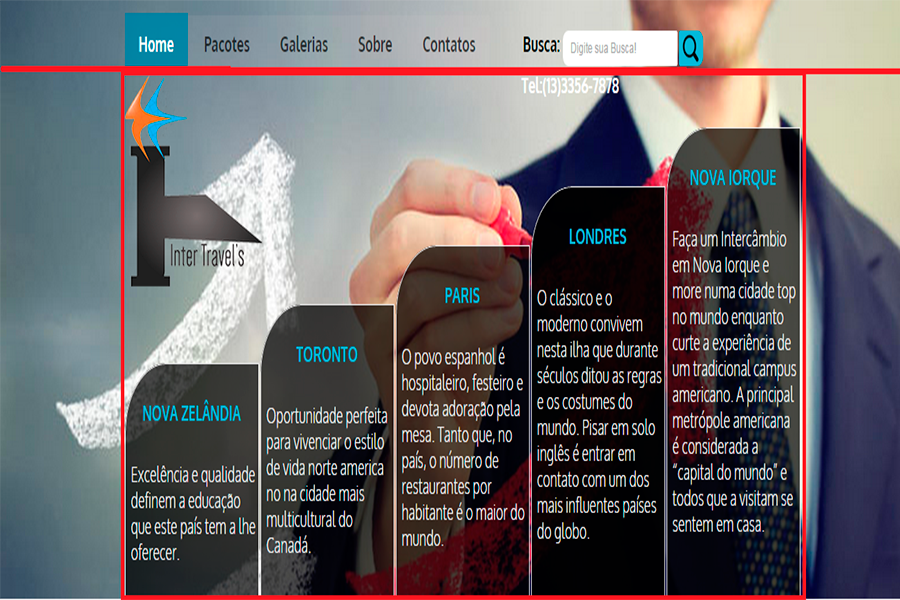 Home Pacotes Galerias Sobre Contatos Busca: Digite sua Busca!
Tel:(13)3356-7878
Inter Travel's
NOVA ZELÂNDIA
Excelência e qualidade
definem a educação
que este país tem a lhe
oferecer.
TORONTO
Oportunidade perfeita
para vivenciar o estilo
de vida norte america
no na cidade mais
multicultural do
Canadá.
PARIS
O povo espanhol é
hospitaleiro, festeiro e
devota adoração pela
mesa. Tanto que, no
país, o número de
restaurantes por
habitante é o maior do
mundo.
LONDRES
O clássico e o
moderno convivem
nesta ilha que durante
séculos ditou as regras
e os costumes do
mundo. Pisar em solo
inglês é entrar em
contato com um dos
mais influentes países
do globo.
NOVA IORQUE
Faça um Intercâmbio
em Nova Iorque e
more numa cidade top
no mundo enquanto
curte a experiência de
um tradicional campus
americano. A principal
metrópole americana
é considerada a
“capital do mundo” e
todos que a visitam se
sentem em casa.